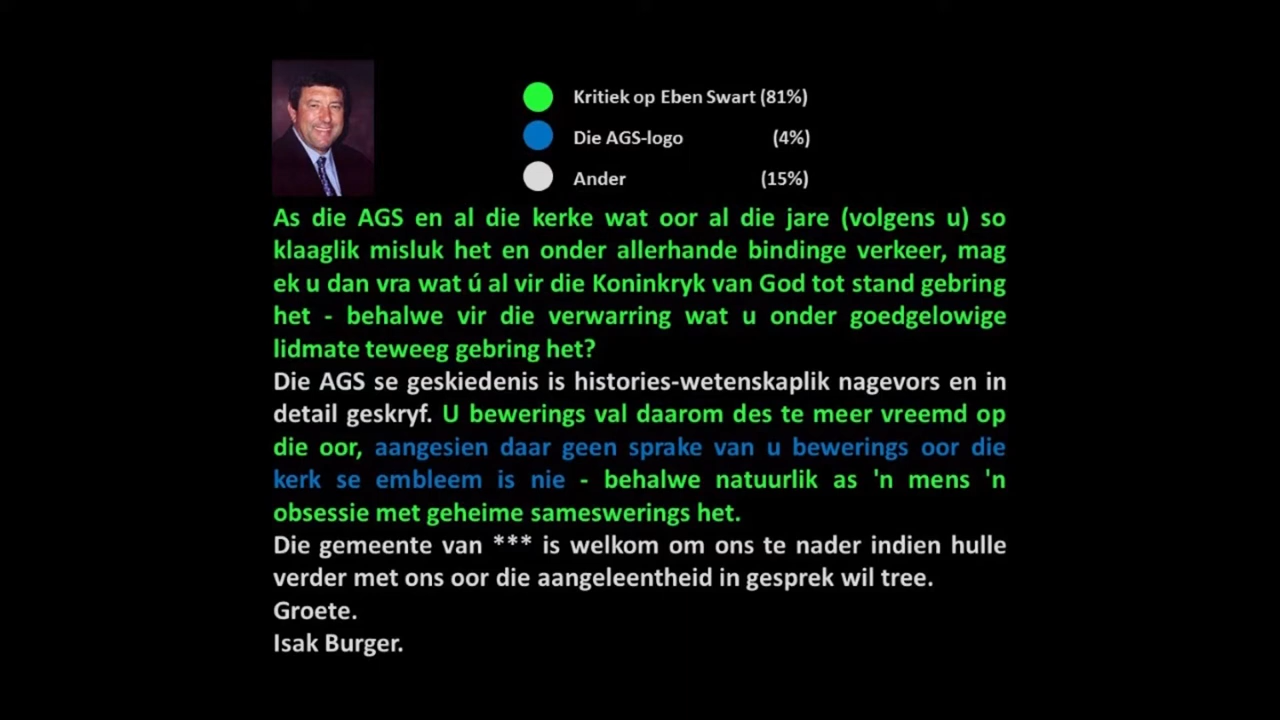 Kritiek op Eben Swart (81%)
Die AGS-logo (4%)
Ander (15%)
As die AGS en al die kerke wat oor al die jare (volgens u) so
klaaglik misluk het en onder allerhande bindinge verkeer, mag
ek u dan vra wat ú al vir die Koninkryk van God tot stand gebring
het - behalwe vir die verwarring wat u onder goedgelowige
lidmate teweeg gebring het?
Die AGS se geskiedenis is histories-wetenskaplik nagevors en in
detail geskryf. U bewerings val daarom des te meer vreemd op
die oor, aangesien daar geen sprake van u bewerings oor die
kerk se embleem is nie - behalwe natuurlik as 'n mens 'n
obsessie met geheime sameswerings het.
Die gemeente van *** is welkom om ons te nader indien hulle
verder met ons oor die aangeleentheid in gesprek wil tree.
Groete.
Isak Burger.